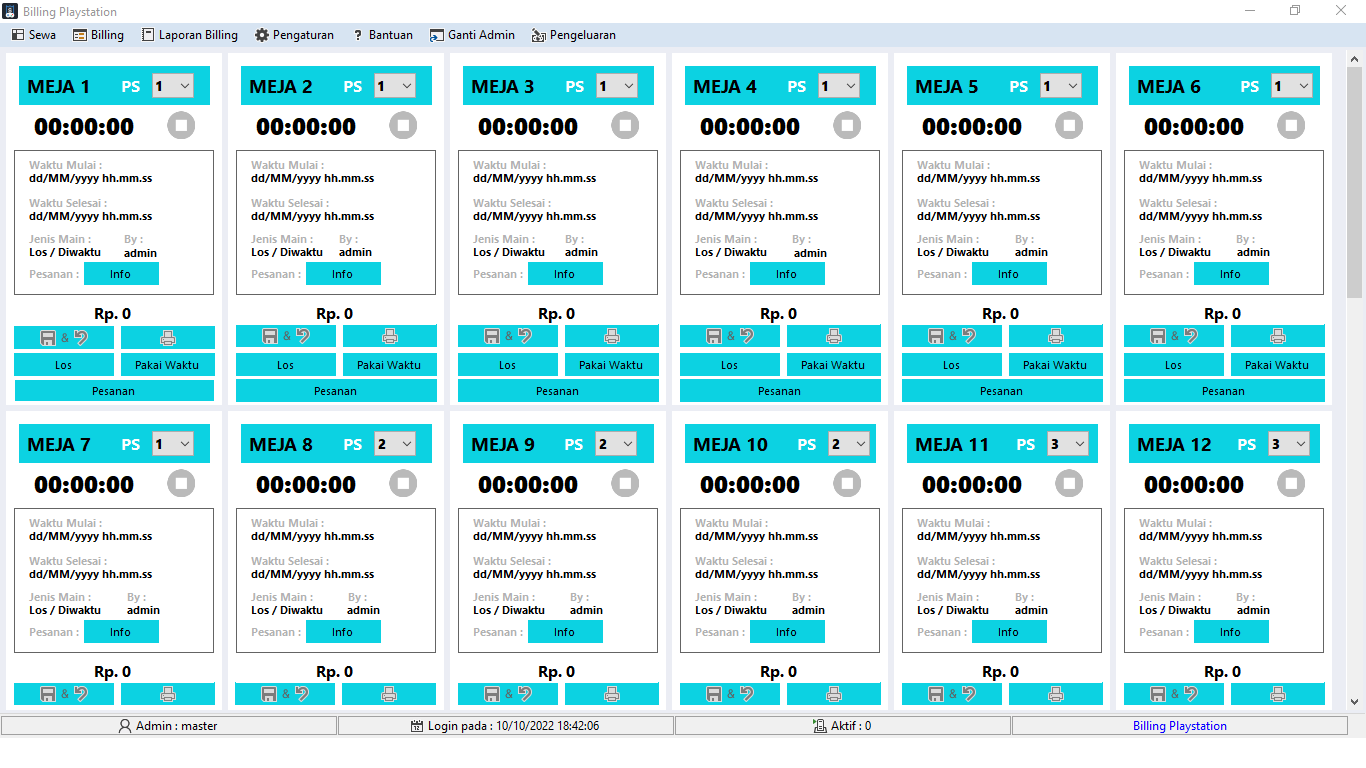 Billing Playstation
Sewa Billing Laporan Billing Pengaturan ? Bantuan Ganti Admin Pengeluaran
MEJA 1 PS 1 MEJA 2 PS 1 MEJA 3 PS 1 MEJA 4 PS 1 MEJA 5 PS 1 MEJA 6 PS 1
00:00:00 00:00:00 00:00:00 00:00:00 00:00:00 00:00:00
Waktu Mulai : Waktu Mulai : Waktu Mulai : Waktu Mulai : Waktu Mulai : Waktu Mulai :
dd/MM/yyyy hh.mm.ss dd/MM/yyyy hh.mm.ss dd/MM/yyyy hh.mm.ss dd/MM/yyyy hh.mm.ss dd/MM/yyyy hh.mm.ss dd/MM/yyyy hh.mm.ss
Waktu Selesai : Waktu Selesai : Waktu Selesai : Waktu Selesai : Waktu Selesai : Waktu Selesai :
dd/MM/yyyy hh.mm.ss dd/MM/yyyy hh.mm.ss dd/MM/yyyy hh.mm.ss dd/MM/yyyy hh.mm.ss dd/MM/yyyy hh.mm.ss dd/MM/yyyy hh.mm.ss
Jenis Main : By : Jenis Main : By : Jenis Main : By : Jenis Main : By : Jenis Main : By : Jenis Main : By :
Los / Diwaktu admin Los / Diwaktu admin Los / Diwaktu admin Los / Diwaktu admin Los / Diwaktu admin Los / Diwaktu admin
Pesanan : Info Pesanan : Info Pesanan : Info Pesanan : Info Pesanan : Info Pesanan : Info
Rp. 0 Rp. 0 Rp. 0 Rp. 0 Rp. 0 Rp. 0
& & & & & &
Los Pakai Waktu Los Pakai Waktu Los Pakai Waktu Los Pakai Waktu Los Pakai Waktu Los Pakai Waktu
Pesanan Pesanan Pesanan Pesanan Pesanan Pesanan
MEJA 7 PS 1 MEJA 8 PS 2 MEJA 9 PS 2 MEJA 10 PS 2 MEJA 11 PS 3 MEJA 12 PS 3
00:00:00 00:00:00 00:00:00 00:00:00 00:00:00 00:00:00
Waktu Mulai : Waktu Mulai : Waktu Mulai : Waktu Mulai : Waktu Mulai : Waktu Mulai :
dd/MM/yyyy hh.mm.ss dd/MM/yyyy hh.mm.ss dd/MM/yyyy hh.mm.ss dd/MM/yyyy hh.mm.ss dd/MM/yyyy hh.mm.ss dd/MM/yyyy hh.mm.ss
Waktu Selesai : Waktu Selesai : Waktu Selesai : Waktu Selesai : Waktu Selesai : Waktu Selesai :
dd/MM/yyyy hh.mm.ss dd/MM/yyyy hh.mm.ss dd/MM/yyyy hh.mm.ss dd/MM/yyyy hh.mm.ss dd/MM/yyyy hh.mm.ss dd/MM/yyyy hh.mm.ss
Jenis Main : By : Jenis Main : By : Jenis Main : By : Jenis Main : By : Jenis Main : By : Jenis Main : By :
Los / Diwaktu admin Los / Diwaktu admin Los / Diwaktu admin Los / Diwaktu admin Los / Diwaktu admin Los / Diwaktu admin
Pesanan : Info Pesanan : Info Pesanan : Info Pesanan : Info Pesanan : Info Pesanan : Info
Rp. 0 Rp. 0 Rp. 0 Rp. 0 Rp. 0 Rp. 0
& & & & & &
Admin : master Login pada : 10/10/2022 18:42:06 Aktif : 0 Billing Playstation